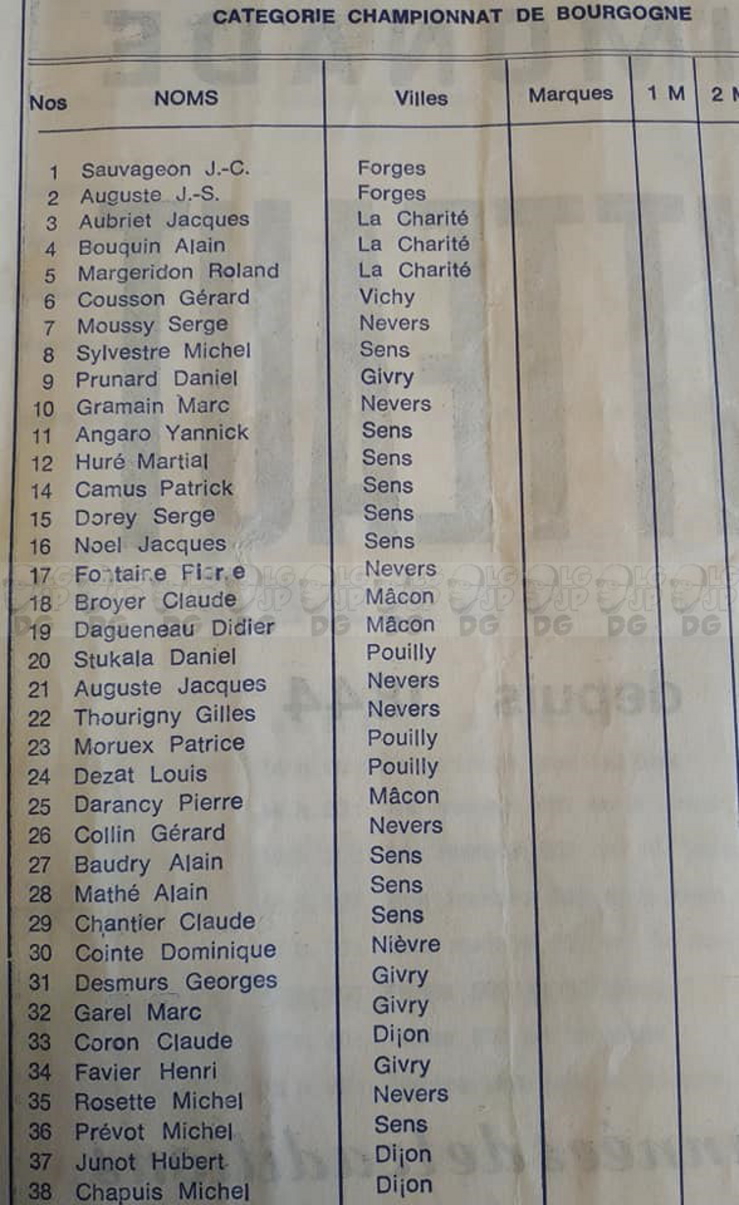 CATEGORIE CHAMPIONNAT DE BOURGOGNE
Nos NOMS Villes Marques 1 M 2 M
1 Sauvageon J.-C. Forges
2 Auguste J.-S. Forges
3 Aubriet Jacques La Charité
4 Bouquin Alain La Charité
5 Margeridon Roland La Charité
6 Cousson Gérard Vichy
7 Moussy Serge Nevers
8 Sylvestre Michel Sens
9 Prunard Daniel Givry
10 Gramain Marc Nevers
11 Angaro Yannick Sens
12 Huré Martial Sens
14 Camus Patrick Sens
15 Dorey Serge Sens
16 Noel Jacques Sens
17 Fontaine Nevers
18 Broyer Claude Mâcon
19 Dagueneau Didier Mâcon
20 Stukala Daniel Pouilly
21 Auguste Jacques Nevers
22 Thourigny Gilles Nevers
23 Moruex Patrice Pouilly
24 Dezat Louis Pouilly
25 Darancy Pierre Mâcon
26 Collin Gérard Nevers
27 Baudry Alain Sens
28 Mathé Alain Sens
29 Chantier Claude Sens
30 Cointe Dominique Nièvre
31 Desmurs Georges Givry
32 Garel Marc Givry
33 Coron Claude Dijon
34 Favier Henri Givry
35 Rosette Michel Nevers
36 Prévot Michel Sens
37 Junot Hubert Dijon
38 Chapuis Michel Dijon